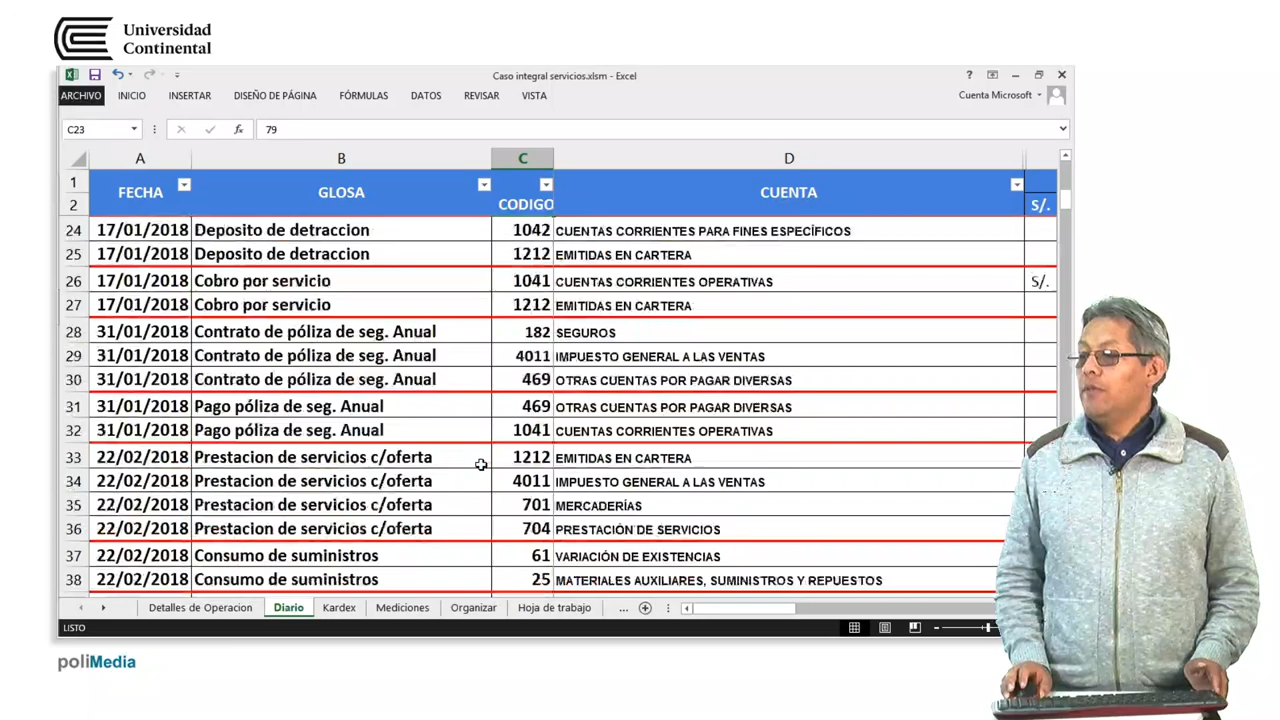 Universidad
Continental
Caso integral servicios.xlsm - Excel
?
ARCHIVO INICIO INSERTAR DISEÑO DE PÁGINA FÓRMULAS DATOS REVISAR VISTA Cuenta Microsoft
C23 fx 79
A B C D
1 FECHA GLOSA CUENTA
2 CODIGO S/.
24 17/01/2018 Deposito de detraccion 1042 CUENTAS CORRIENTES PARA FINES ESPECÍFICOS
25 17/01/2018 Deposito de detraccion 1212 EMITIDAS EN CARTERA
26 17/01/2018 Cobro por servicio 1041 CUENTAS CORRIENTES OPERATIVAS S/.
27 17/01/2018 Cobro por servicio 1212 EMITIDAS EN CARTERA
28 31/01/2018 Contrato de póliza de seg. Anual 182 SEGUROS
29 31/01/2018 Contrato de póliza de seg. Anual 4011 IMPUESTO GENERAL A LAS VENTAS
30 31/01/2018 Contrato de póliza de seg. Anual 469 OTRAS CUENTAS POR PAGAR DIVERSAS
31 31/01/2018 Pago póliza de seg. Anual 469 OTRAS CUENTAS POR PAGAR DIVERSAS
32 31/01/2018 Pago póliza de seg. Anual 1041 CUENTAS CORRIENTES OPERATIVAS
33 22/02/2018 Prestacion de servicios c/oferta 1212 EMITIDAS EN CARTERA
34 22/02/2018 Prestacion de servicios c/oferta 4011 IMPUESTO GENERAL A LAS VENTAS
35 22/02/2018 Prestacion de servicios c/oferta 701 MERCADERÍAS
36 22/02/2018 Prestacion de servicios c/oferta 704 PRESTACIÓN DE SERVICIOS
37 22/02/2018 Consumo de suministros 61 VARIACIÓN DE EXISTENCIAS
38 22/02/2018 Consumo de suministros 25 MATERIALES AUXILIARES, SUMINISTROS Y REPUESTOS
Detalles de Operacion Diario Kardex Mediciones Organizar Hoja de trabajo ...
LISTO
poliMedia